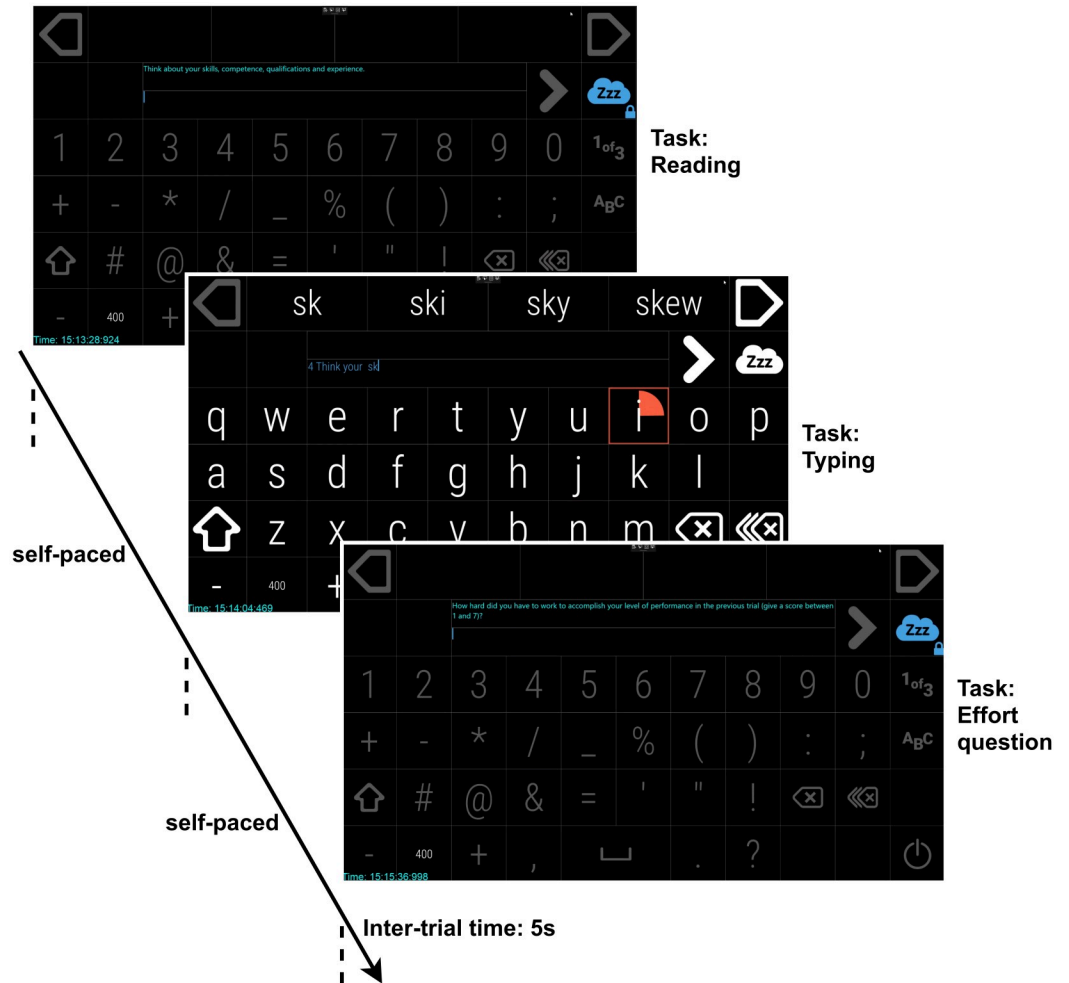 Think about your skills, competence, qualifications and experience.
Zzz
1 2 3 4 5 6 7 8 9 0 1of3
+ - * / _ % ( ) : ; ABC
# @ & = ' " !
- 400 +
Time: 15:13:28:924
Task:
Reading
sk ski sky skew
4 Think your sk
Zzz
q w e r t y u i o p
a s d f g h j k l
z x c v b n m
- 400 +
Time: 15:14:04:469
Task:
Typing
How hard did you have to work to accomplish your level of performance in the previous trial (give a score between
1 and 7)?
Zzz
1 2 3 4 5 6 7 8 9 0 1of3
+ - * / _ % ( ) : ; ABC
# @ & = ' " !
- 400 + , . ?
Time: 15:15:36:998
Task:
Effort
question
self-paced
self-paced
Inter-trial time: 5s